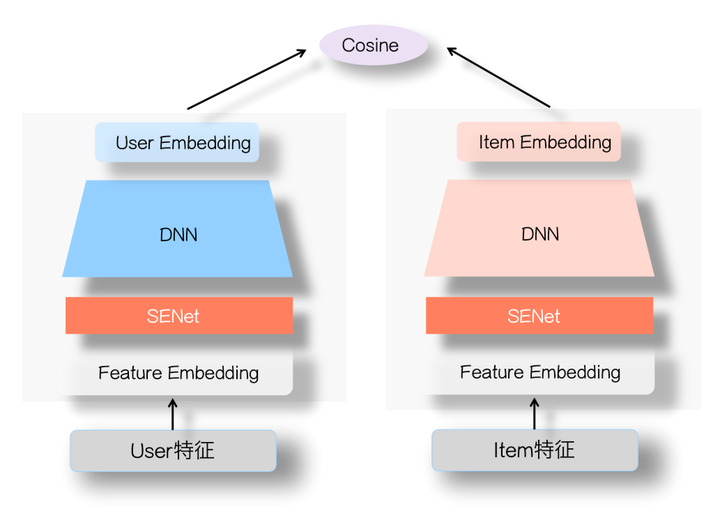 Cosine
User Embedding
Item Embedding
DNN
DNN
SENet
SENet
Feature Embedding
Feature Embedding
User特征
Item特征